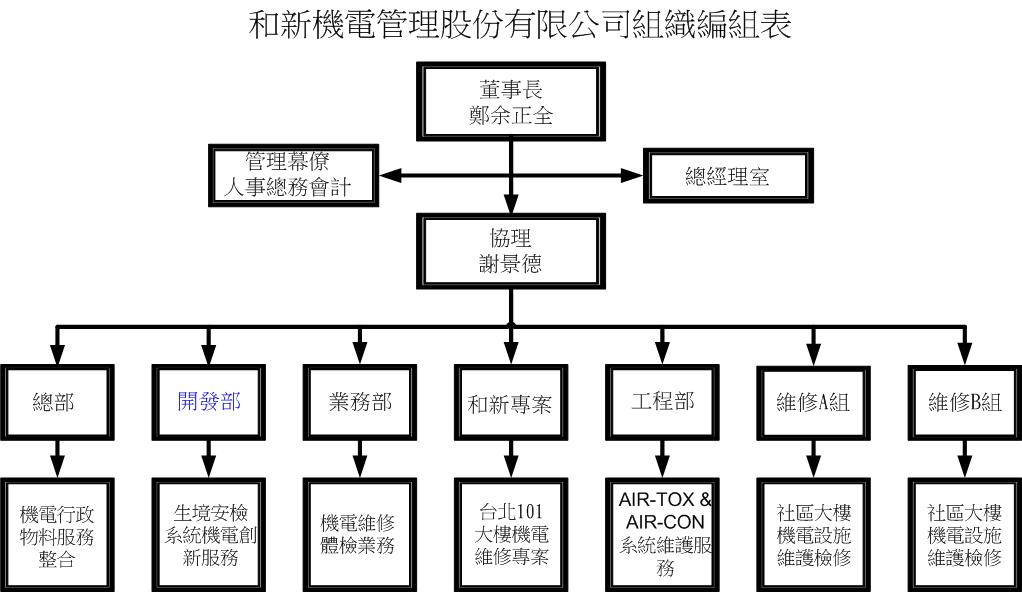 和新機電管理股份有限公司組織編組表
董事長
鄭余正全
管理幕僚
人事總務會計
總經理室
協理
謝景德
總部
開發部
業務部
和新專案
工程部
維修A組
維修B組
機電行政
物料服務
整合
生境安檢
系統機電創
新服務
機電維修
體檢業務
台北101
大樓機電
維修專案
AIR-TOX &
AIR-CON
系統維護服
務
社區大樓
機電設施
維護檢修
社區大樓
機電設施
維護檢修